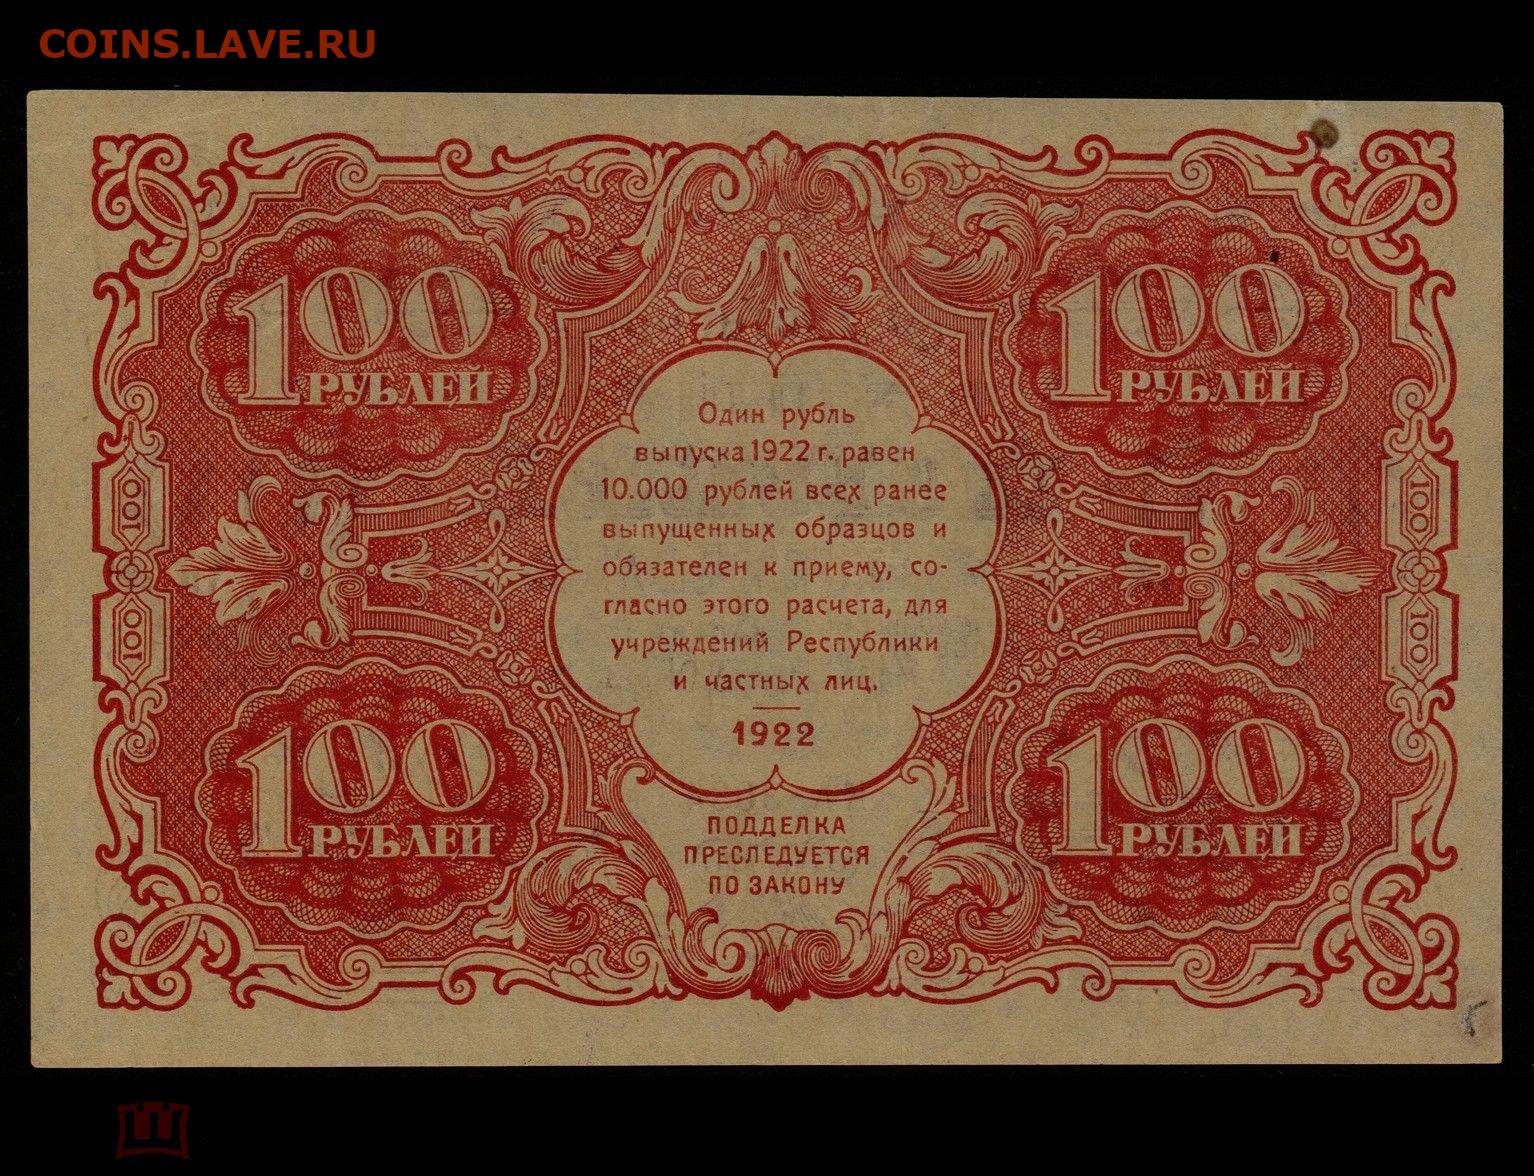 COINS.LAVE.RU
100
РУБЛЕЙ
100
РУБЛЕЙ
Один рубль
выпуска 1922 г. равен
10.000 рублей всех ранее
выпущенных образцов и
обязателен к приему, со-
гласно этого расчета, для
учреждений Республики
и частных лиц.
1922
100
100
100
100
100
РУБЛЕЙ
100
РУБЛЕЙ
ПОДДЕЛКА
ПРЕСЛЕДУЕТСЯ
ПО ЗАКОНУ